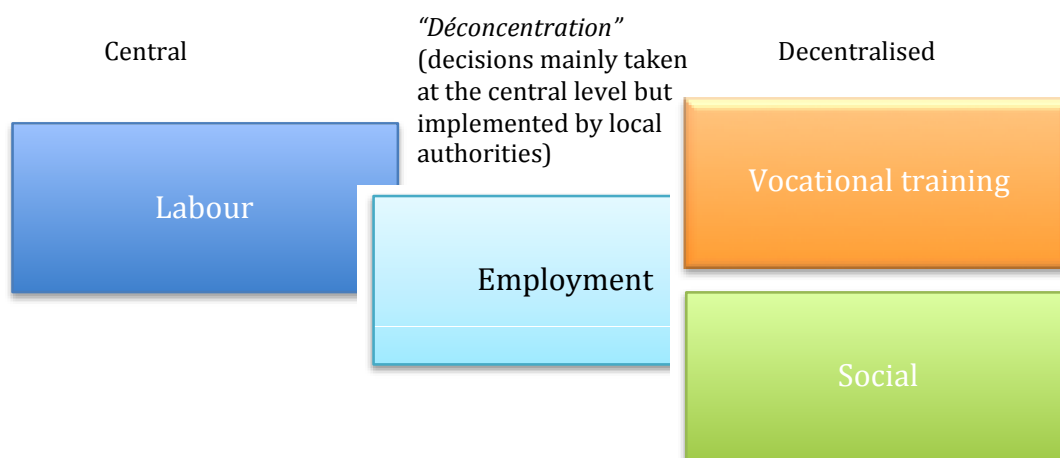 Central
“Déconcentration”
(decisions mainly taken
at the central level but
implemented by local
authorities)
Decentralised
Labour
Employment
Vocational training
Social